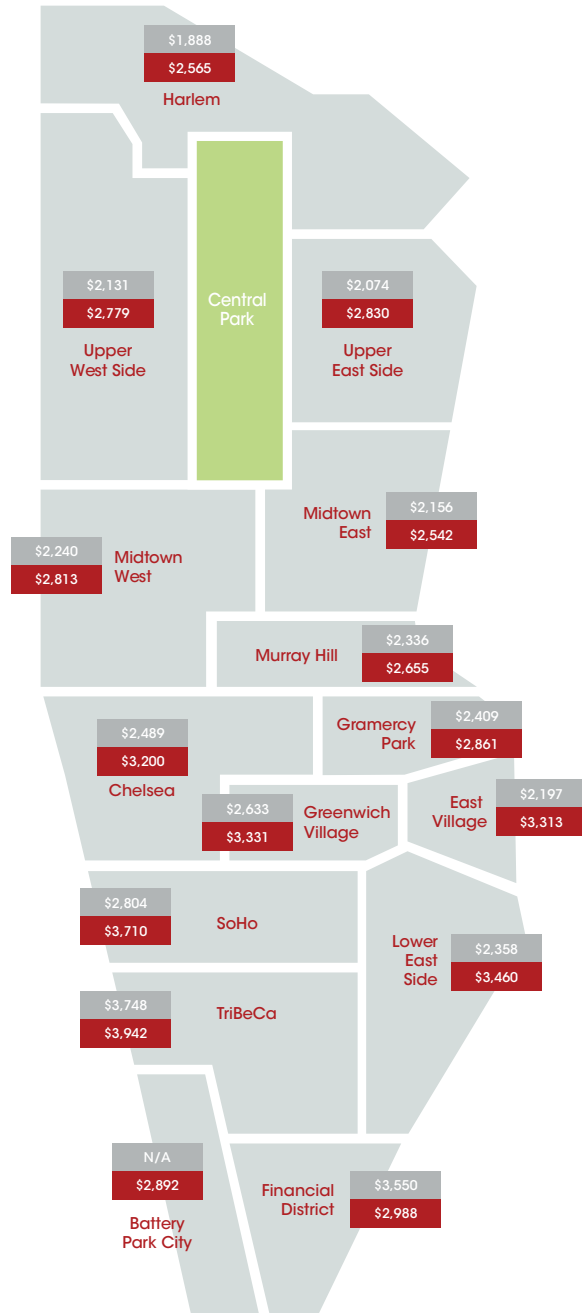 $1,888
$2,565
Harlem
$2,131
$2,779
Upper
West Side
Central
Park
$2,074
$2,830
Upper
East Side
Midtown
East
$2,156
$2,542
$2,240
$2,813
Midtown
West
Murray Hill
$2,336
$2,655
Gramercy
Park
$2,409
$2,861
$2,489
$3,200
Chelsea
$2,633
$3,331
Greenwich
Village
East
Village
$2,197
$3,313
$2,804
$3,710
SoHo
Lower
East
Side
$2,358
$3,460
$3,748
$3,942
TriBeCa
N/A
$2,892
Battery
Park City
Financial
District
$3,550
$2,988